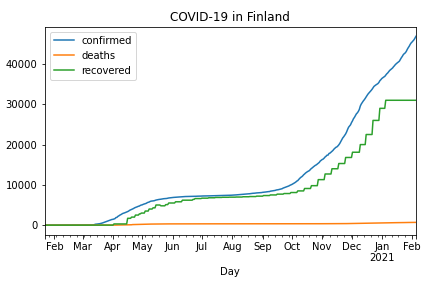 COVID-19 in Finland
confirmed
deaths
recovered
40000
30000
20000
10000
0
Feb Mar Apr May Jun Jul Aug Sep Oct Nov Dec Jan Feb
2021
Day